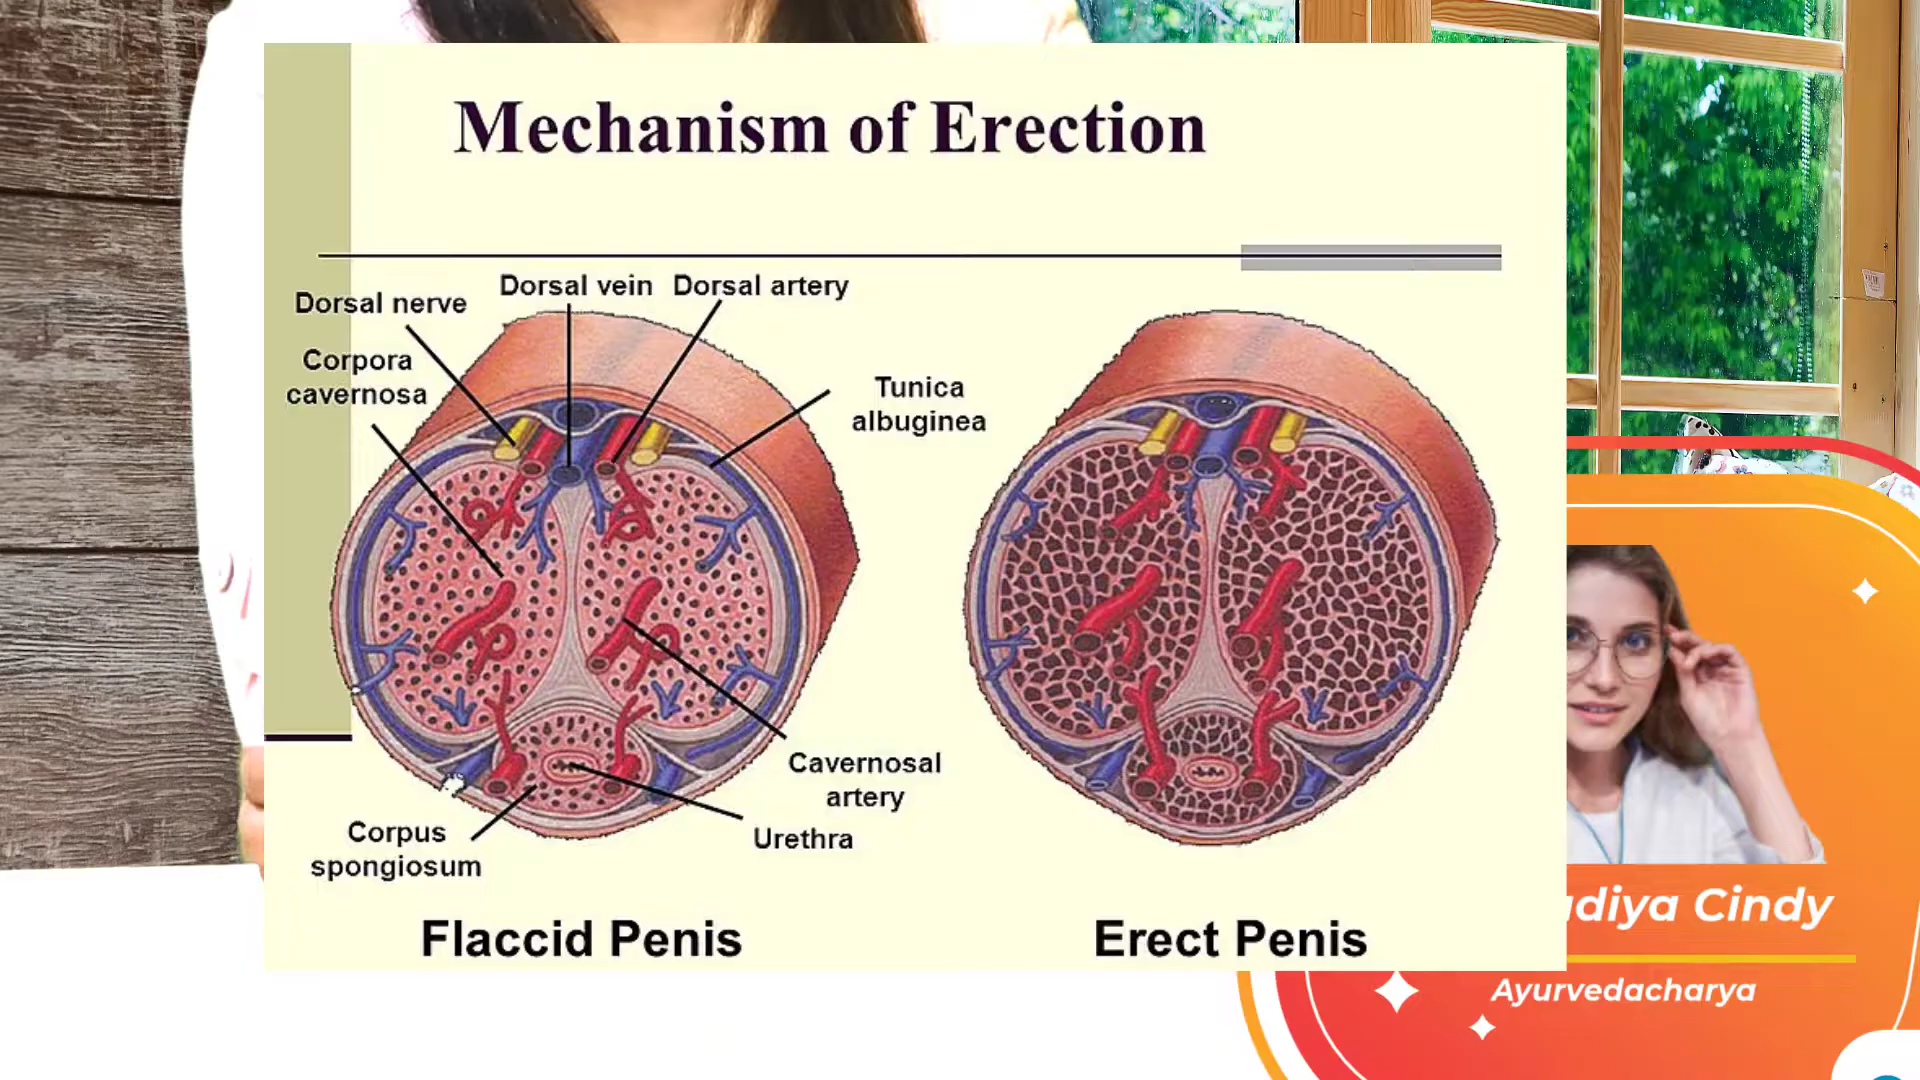 Mechanism of Erection
Dorsal vein
Dorsal artery
Dorsal nerve
Corpora
cavernosa
Tunica
albuginea
Cavernosal
artery
Urethra
Corpus
spongiosum
Flaccid Penis
Erect Penis
Cindy
Ayurvedacharya